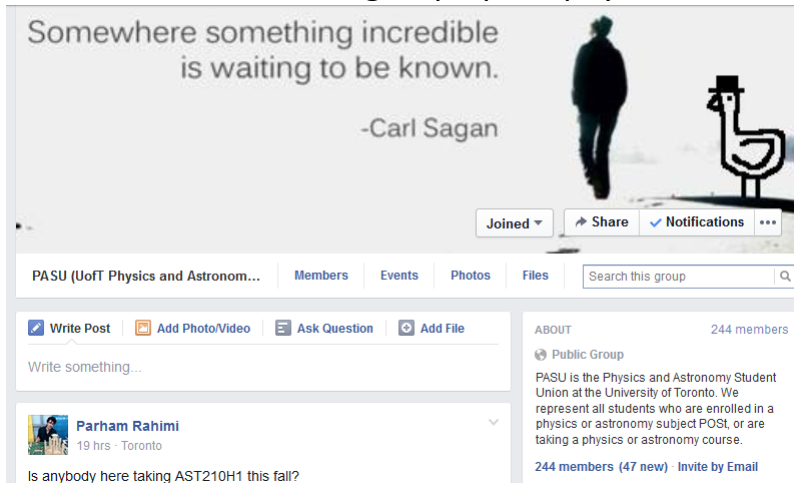 Somewhere something incredible
is waiting to be known.
-Carl Sagan
Joined
Share
Notifications
PASU (UofT Physics and Astronom...
Members
Events
Photos
Files
Search this group
Write Post
Add Photo/Video
Ask Question
Add File
Write something...
Parham Rahimi
19 hrs · Toronto
Is anybody here taking AST210H1 this fall?
ABOUT
244 members
Public Group
PASU is the Physics and Astronomy Student
Union at the University of Toronto. We
represent all students who are enrolled in a
physics or astronomy subject POSt, or are
taking a physics or astronomy course.
244 members (47 new) · Invite by Email